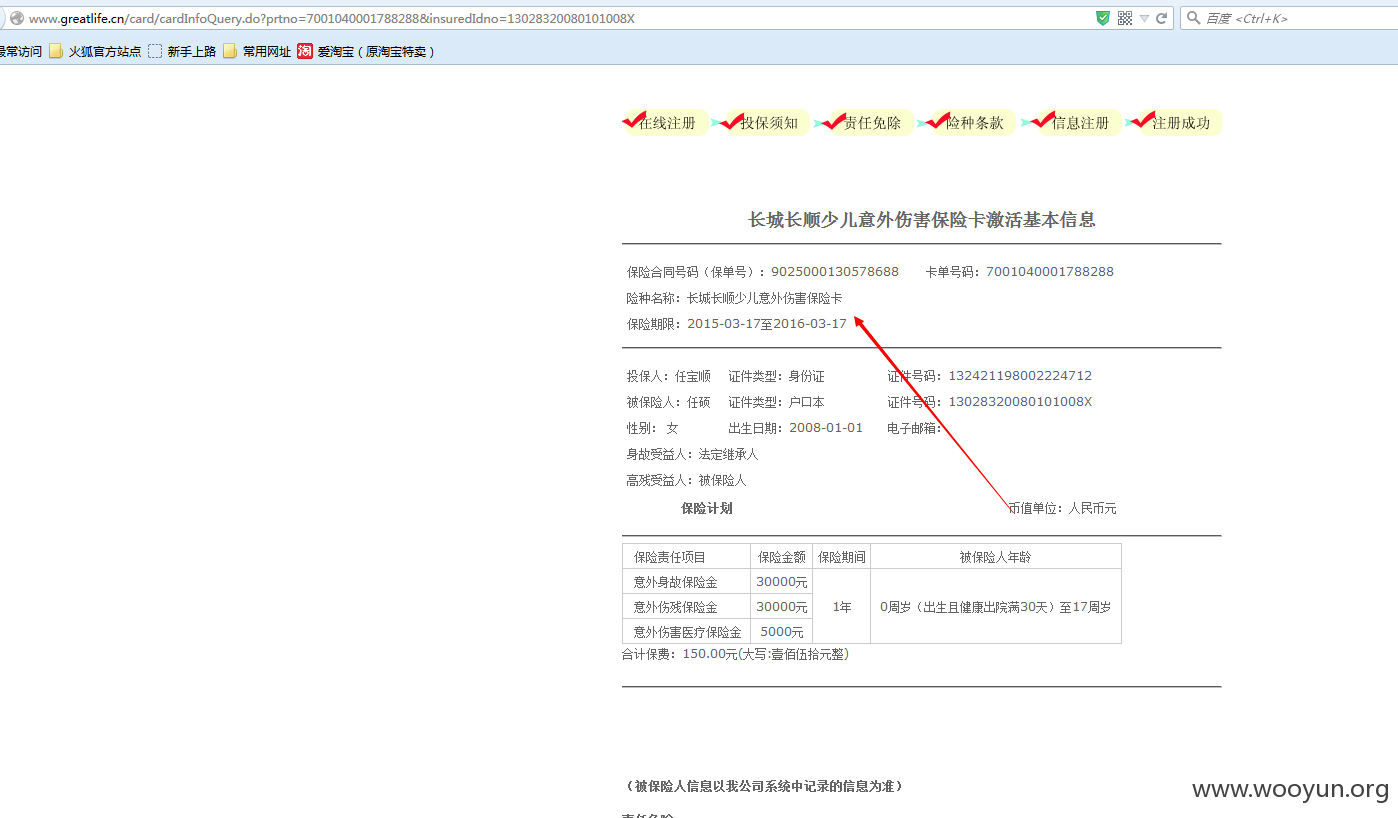 www.greatlife.cn/card/cardInfoQuery.do?prtno=7001040001788288&insuredIdno=13028320080101008X
百度 <Ctrl+K>
最常访问 火狐官方站点 新手上路 常用网址 淘 爱淘宝（原淘宝特卖）
在线注册 投保须知 责任免除 险种条款 信息注册 注册成功
长城长顺少儿意外伤害保险卡激活基本信息
保险合同号码（保单号）：9025000130578688 卡单号码：7001040001788288
险种名称：长城长顺少儿意外伤害保险卡
保险期限：2015-03-17至2016-03-17
投保人：任宝顺 证件类型：身份证 证件号码：132421198002224712
被保险人：任硕 证件类型：户口本 证件号码：13028320080101008X
性别： 女 出生日期：2008-01-01 电子邮箱：
身故受益人：法定继承人
高残受益人：被保险人
保险计划 币值单位：人民币元
保险责任项目 保险金额 保险期间 被保险人年龄
意外身故保险金 30000元
意外伤残保险金 30000元 1年 0周岁（出生且健康出院满30天）至17周岁
意外伤害医疗保险金 5000元
合计保费：150.00元(大写:壹佰伍拾元整)
（被保险人信息以我公司系统中记录的信息为准）
www.wooyun.org
责任免除